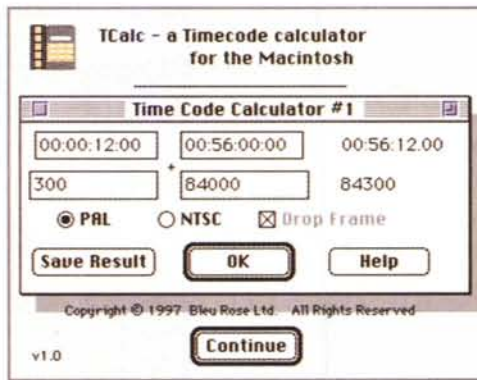 TCalc - a Timecode calculator
for the Macintosh
Time Code Calculator #1
00:00:12:00 + 00:56:00:00 00:56:12.00
300 84000 84300
PAL NTSC Drop Frame
Save Result OK Help
Copyright © 1997 Bleu Rose Ltd. All Rights Reserved
v1.0 Continue